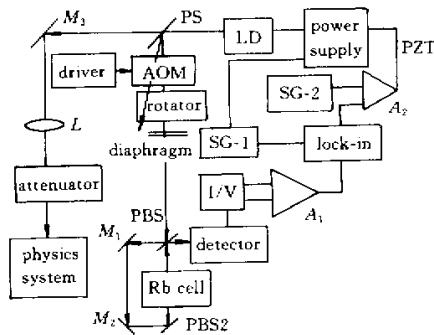 M₃
PS
LD
power
supply
PZT
driver
AOM
SG-2
A₂
rotator
L
diaphragm
SG-1
lock-in
attenuator
I/V
A₁
PBS
M₁
detector
physics
system
Rb cell
M₂
PBS2